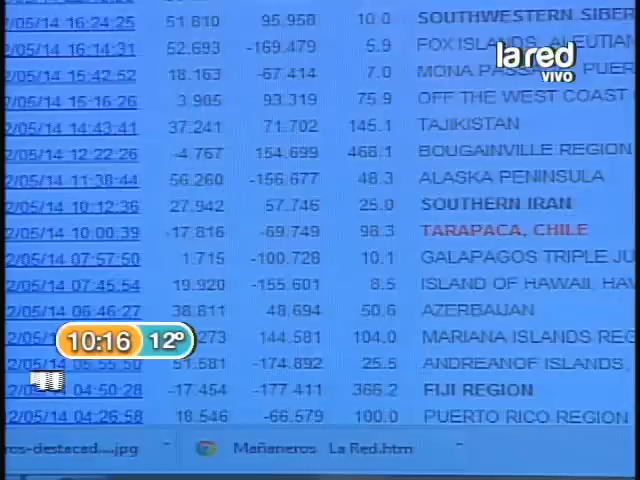 2/05/14 16:24:25 51.810 95.958 10.0 SOUTHWESTERN SIBER
2/05/14 16:14:31 52.693 -169.479 5.9 FOX ISLANDS, ALEUTIAN
la red
VIVO
2/05/14 15:42:52 18.163 -67.414 7.0 MONA PASSAGE, PUER
2/05/14 15:16:26 3.905 93.319 75.9 OFF THE WEST COAST
2/05/14 14:43:41 37.241 71.702 145.1 TAJIKISTAN
2/05/14 12:22:26 -4.767 154.699 468.1 BOUGAINVILLE REGION
2/05/14 11:38:44 56.260 -156.677 48.3 ALASKA PENINSULA
2/05/14 10:12:36 27.942 57.746 25.0 SOUTHERN IRAN
2/05/14 10:00:39 -17.816 -69.749 98.3 TARAPACA, CHILE
2/05/14 07:57:50 1.715 -100.728 10.1 GALAPAGOS TRIPLE JU
2/05/14 07:45:54 19.920 -155.601 8.5 ISLAND OF HAWAII, HAW
2/05/14 06:46:27 38.811 48.694 50.6 AZERBAIJAN
10:16 12°
273 144.581 104.0 MARIANA ISLANDS REG
51.581 -174.892 25.5 ANDREANOF ISLANDS,
04:50:28 -17.454 -177.411 366.2 FIJI REGION
2/05/14 04:26:58 18.546 -66.579 100.0 PUERTO RICO REGION
ros-destacad....jpg Mañaneros La Red.htm